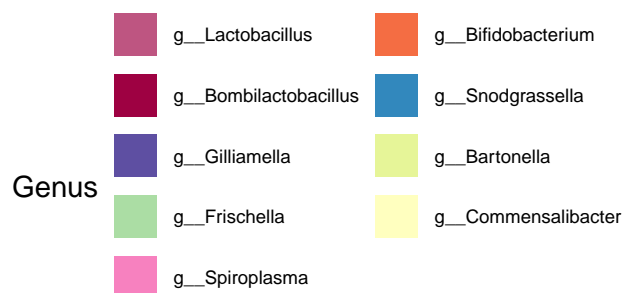 Genus
g__Lactobacillus
g__Bombilactobacillus
g__Gilliamella
g__Frischella
g__Spiroplasma
g__Bifidobacterium
g__Snodgrassella
g__Bartonella
g__Commensalibacter